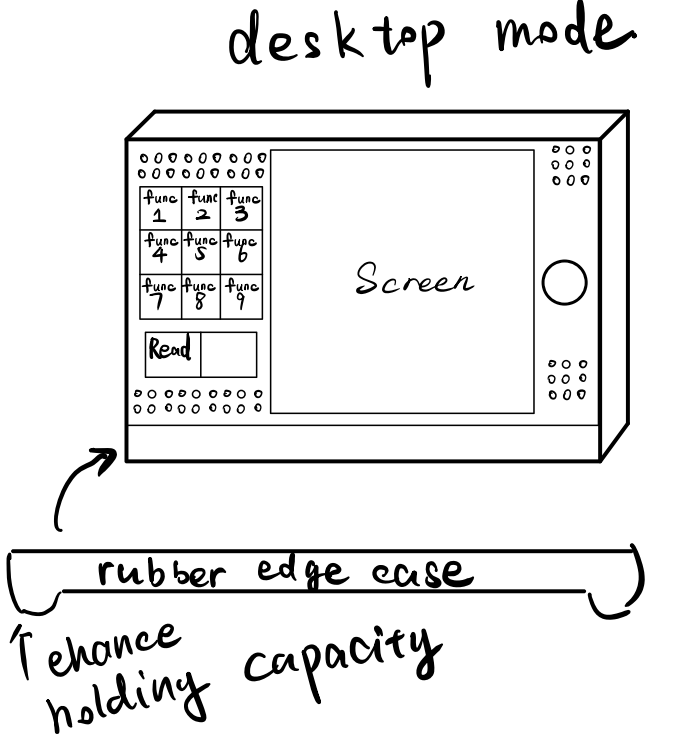 desktop mode
func 1 func 2 func 3
func 4 func 5 func 6
func 7 func 8 func 9
Screen
Read
rubber edge case
ehance
holding capacity